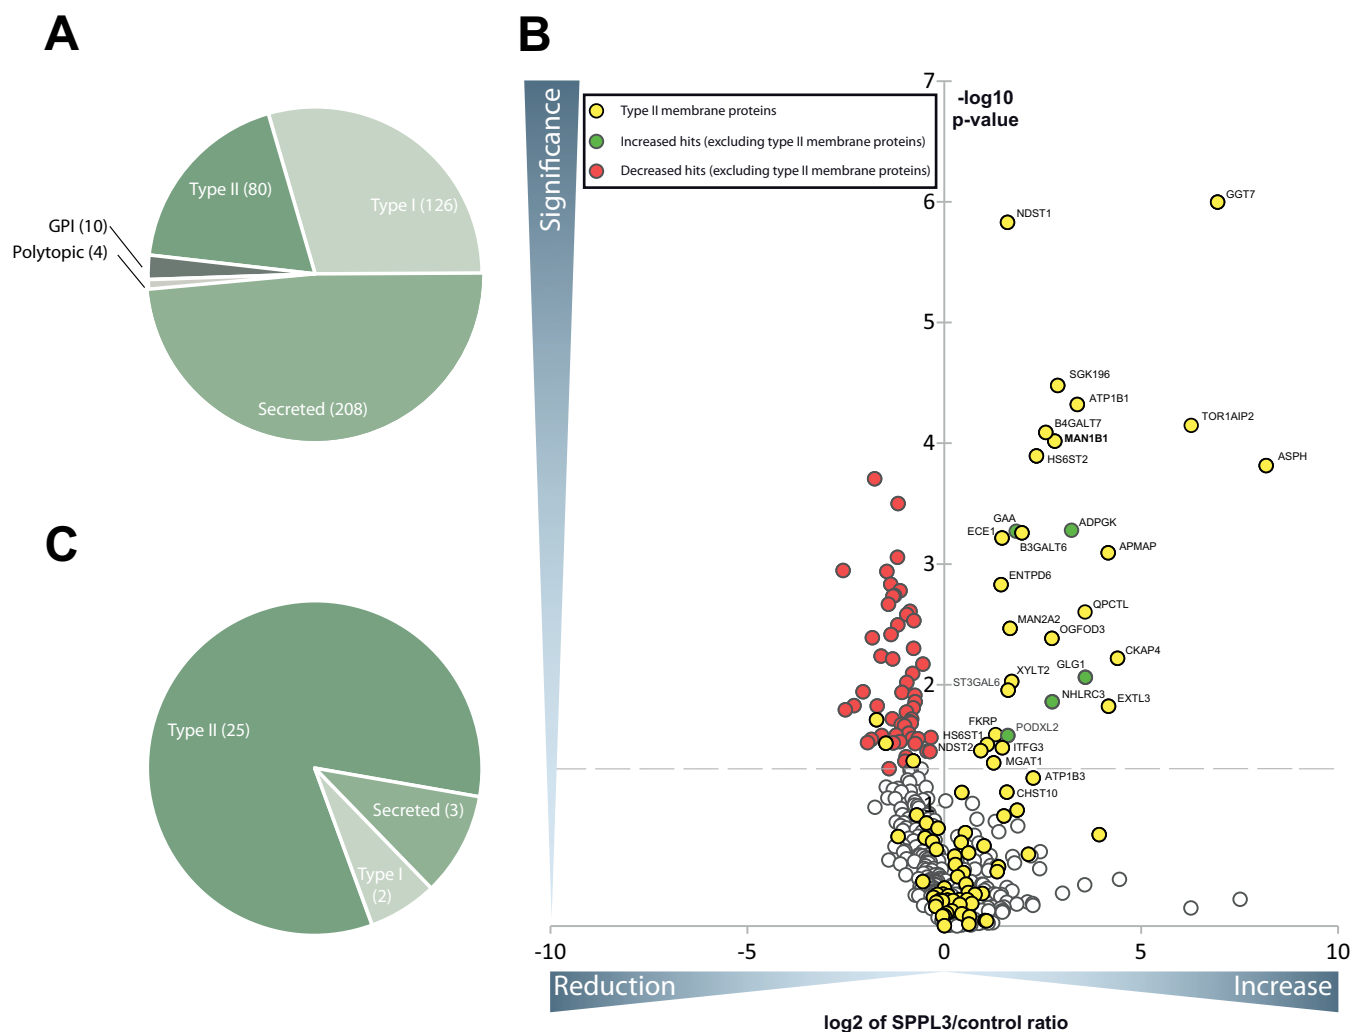 A
Type II (80)
Type I (126)
GPI (10)
Polytopic (4)
Secreted (208)
B
Significance
Type II membrane proteins
Increased hits (excluding type II membrane proteins)
Decreased hits (excluding type II membrane proteins)
-log10
p-value
7
6
5
4
3
2
1
NDST1
GGT7
SGK196
ATP1B1
TOR1AIP2
B4GALT7
MAN1B1
HS6ST2
ASPH
GAA
ADPGK
ECE1
B3GALT6
APMAP
ENTPD6
QPCTL
MAN2A2
OGFOD3
CKAP4
GLG1
XYLT2
ST3GAL6
NHLRC3
EXTL3
FKRP
PODXL2
HS6ST1
NDST2
ITFG3
MGAT1
ATP1B3
CHST10
-10
-5
0
5
10
Reduction
Increase
log2 of SPPL3/control ratio
C
Type II (25)
Secreted (3)
Type I
(2)